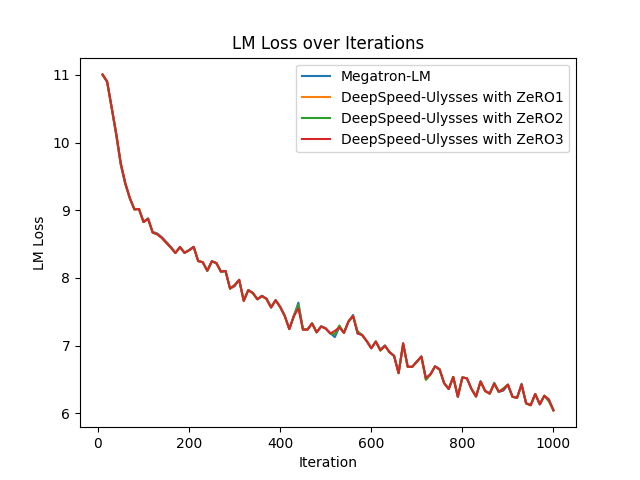 LM Loss over Iterations
Megatron-LM
DeepSpeed-Ulysses with ZeRO1
DeepSpeed-Ulysses with ZeRO2
DeepSpeed-Ulysses with ZeRO3
LM Loss
11
10
9
8
7
6
0 200 400 600 800 1000
Iteration